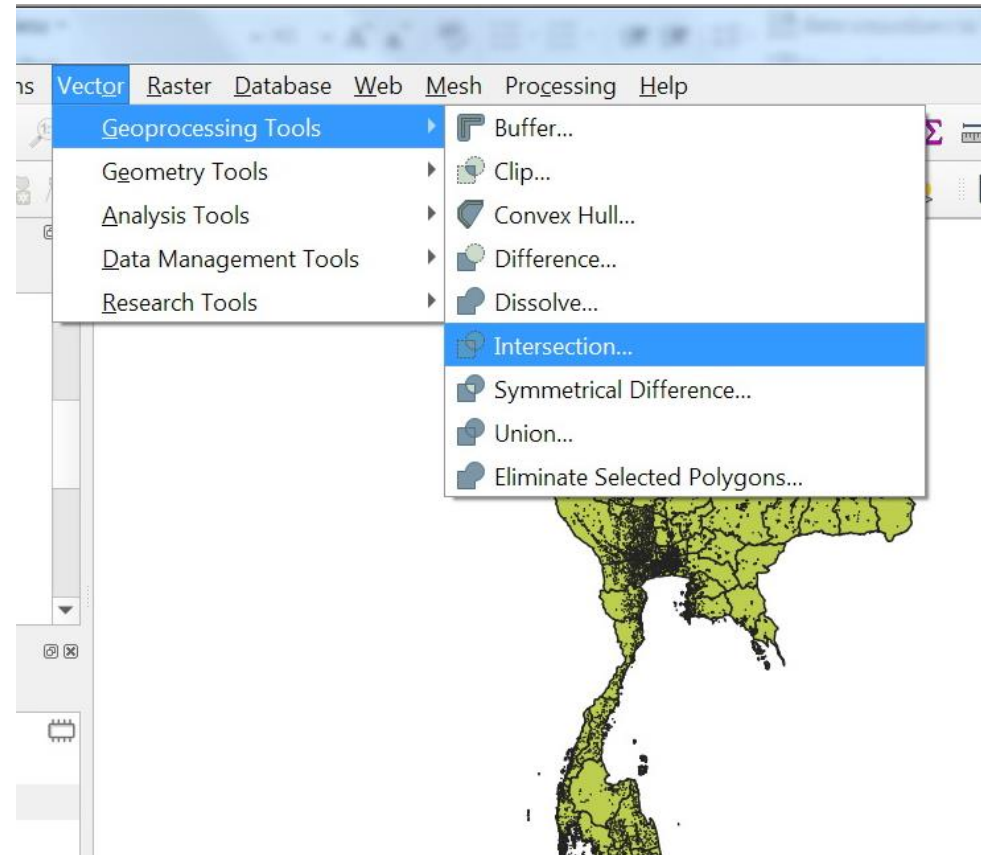 ns Vector Raster Database Web Mesh Processing Help
Geoprocessing Tools
Geometry Tools
Analysis Tools
Data Management Tools
Research Tools
Buffer...
Clip...
Convex Hull...
Difference...
Dissolve...
Intersection...
Symmetrical Difference...
Union...
Eliminate Selected Polygons...
Σ